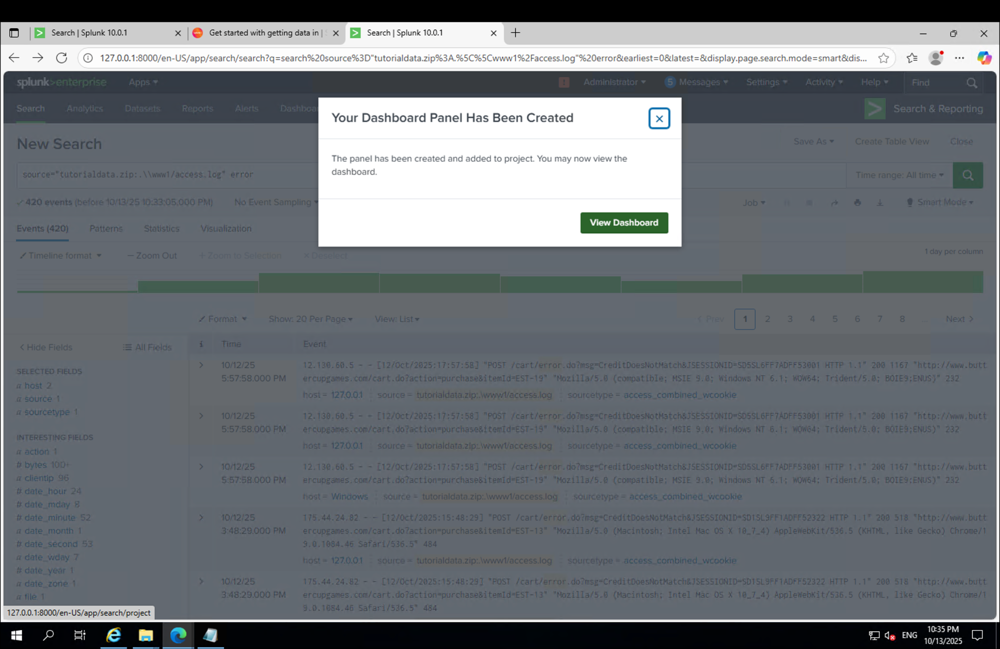 Search | Splunk 10.0.1
Get started with getting data in |
Search | Splunk 10.0.1
127.0.0.1:8000/en-US/app/search/search?q=search%20source%3D"tutorialdata.zip%3A.%5C%5Cwww1%2Faccess.log"%20error&earliest=0&latest=&display.page.search.mode=smart&dis...
splunk>enterprise Apps Administrator 5 Messages Settings Activity Help Find
Search Analytics Datasets Reports Alerts Dashboa Search & Reporting
Your Dashboard Panel Has Been Created
The panel has been created and added to project. You may now view the
dashboard.
View Dashboard
New Search
Save As Create Table View Close
source="tutorialdata.zip:.\\www1/access.log" error
Time range: All time
420 events (before 10/13/25 10:33:05.000 PM) No Event Sampling Job Smart Mode
Events (420) Patterns Statistics Visualization
Timeline format — Zoom Out + Zoom to Selection × Deselect 1 day per column
Format Show: 20 Per Page View: List
< Prev 1 2 3 4 5 6 7 8 ... Next >
< Hide Fields All Fields
SELECTED FIELDS
a host 2
a source 1
a sourcetype 1
INTERESTING FIELDS
a action 1
# bytes 100+
a clientip 96
# date_hour 24
# date_mday 8
# date_minute 52
a date_month 1
# date_second 53
a date_wday 7
# date_year 1
a date_zone 1
a file 1
i Time Event
10/12/25
5:57:58.000 PM
12.130.60.5 - - [12/Oct/2025:17:57:58] "POST /cart/error.do?msg=CreditDoesNotMatch&JSESSIONID=SD5SL6FF7ADFF53001 HTTP 1.1" 200 1167 "http://www.butt
ercupgames.com/cart.do?action=purchase&itemId=EST-19" "Mozilla/5.0 (compatible; MSIE 9.0; Windows NT 6.1; WOW64; Trident/5.0; BOIE9;ENUS)" 232
host = 127.0.0.1 source = tutorialdata.zip:.\www1/access.log sourcetype = access_combined_wcookie
10/12/25
5:57:58.000 PM
12.130.60.5 - - [12/Oct/2025:17:57:58] "POST /cart/error.do?msg=CreditDoesNotMatch&JSESSIONID=SD5SL6FF7ADFF53001 HTTP 1.1" 200 1167 "http://www.butt
ercupgames.com/cart.do?action=purchase&itemId=EST-19" "Mozilla/5.0 (compatible; MSIE 9.0; Windows NT 6.1; WOW64; Trident/5.0; BOIE9;ENUS)" 232
host = 127.0.0.1 source = tutorialdata.zip:.\www1/access.log sourcetype = access_combined_wcookie
10/12/25
5:57:58.000 PM
12.130.60.5 - - [12/Oct/2025:17:57:58] "POST /cart/error.do?msg=CreditDoesNotMatch&JSESSIONID=SD5SL6FF7ADFF53001 HTTP 1.1" 200 1167 "http://www.butt
ercupgames.com/cart.do?action=purchase&itemId=EST-19" "Mozilla/5.0 (compatible; MSIE 9.0; Windows NT 6.1; WOW64; Trident/5.0; BOIE9;ENUS)" 232
host = Windows source = tutorialdata.zip:.\www1/access.log sourcetype = access_combined_wcookie
10/12/25
3:48:29.000 PM
175.44.24.82 - - [12/Oct/2025:15:48:29] "POST /cart/error.do?msg=CreditDoesNotMatch&JSESSIONID=SD1SL9FF1ADFF52322 HTTP 1.1" 200 518 "http://www.butt
ercupgames.com/cart.do?action=purchase&itemId=EST-13" "Mozilla/5.0 (Macintosh; Intel Mac OS X 10_7_4) AppleWebKit/536.5 (KHTML, like Gecko) Chrome/1
9.0.1084.46 Safari/536.5" 484
host = 127.0.0.1 source = tutorialdata.zip:.\www1/access.log sourcetype = access_combined_wcookie
10/12/25
3:48:29.000 PM
175.44.24.82 - - [12/Oct/2025:15:48:29] "POST /cart/error.do?msg=CreditDoesNotMatch&JSESSIONID=SD1SL9FF1ADFF52322 HTTP 1.1" 200 518 "http://www.butt
ercupgames.com/cart.do?action=purchase&itemId=EST-13" "Mozilla/5.0 (Macintosh; Intel Mac OS X 10_7_4) AppleWebKit/536.5 (KHTML, like Gecko) Chrome/1
9.0.1084.46 Safari/536.5" 484
127.0.0.1:8000/en-US/app/search/project
ENG
10:35 PM
10/13/2025